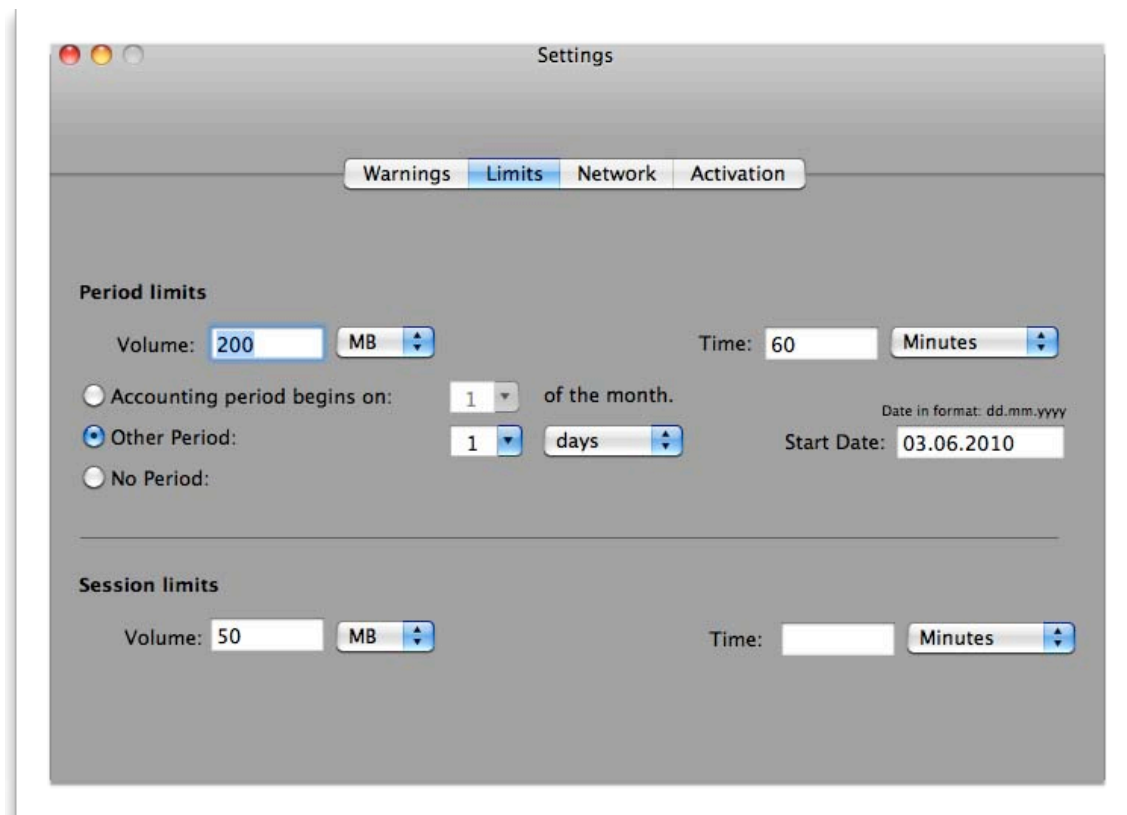 Settings
Warnings Limits Network Activation
Period limits
Volume: 200 MB Time: 60 Minutes
Accounting period begins on: 1 of the month.
Date in format: dd.mm.yyyy
Other Period: 1 days Start Date: 03.06.2010
No Period:
Session limits
Volume: 50 MB Time: Minutes